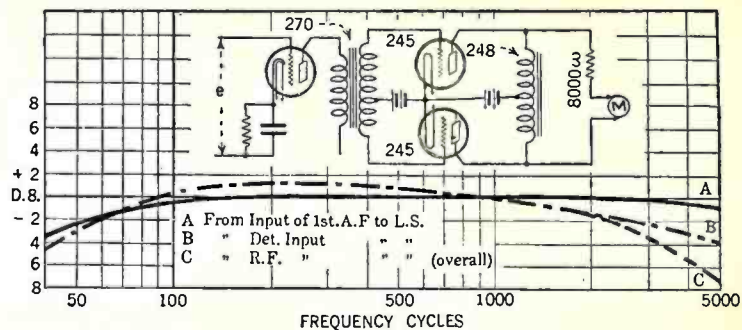 270
245
248
8000ω
e
M
245
8
6
4
+ 2
D.B.
- 2
4
6
8
A
B
C
A From Input of 1st. A.F to L.S.
B " Det. Input " "
C " R.F. " " " (overall)
40 50 100 500 1000 5000
FREQUENCY CYCLES